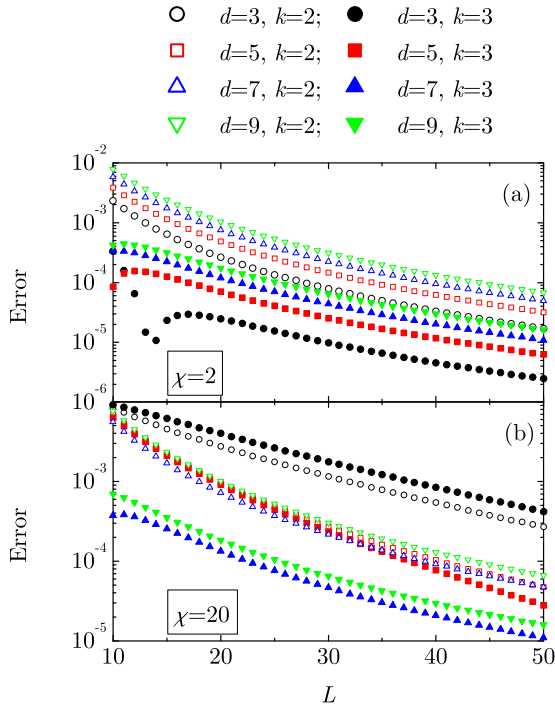 d=3, k=2; d=3, k=3
d=5, k=2; d=5, k=3
d=7, k=2; d=7, k=3
d=9, k=2; d=9, k=3
10⁻²
(a)
10⁻³
10⁻⁴
Error
10⁻⁵
χ=2
10⁻⁶
(b)
10⁻³
Error
10⁻⁴
χ=20
10⁻⁵
10 20 30 40 50
L